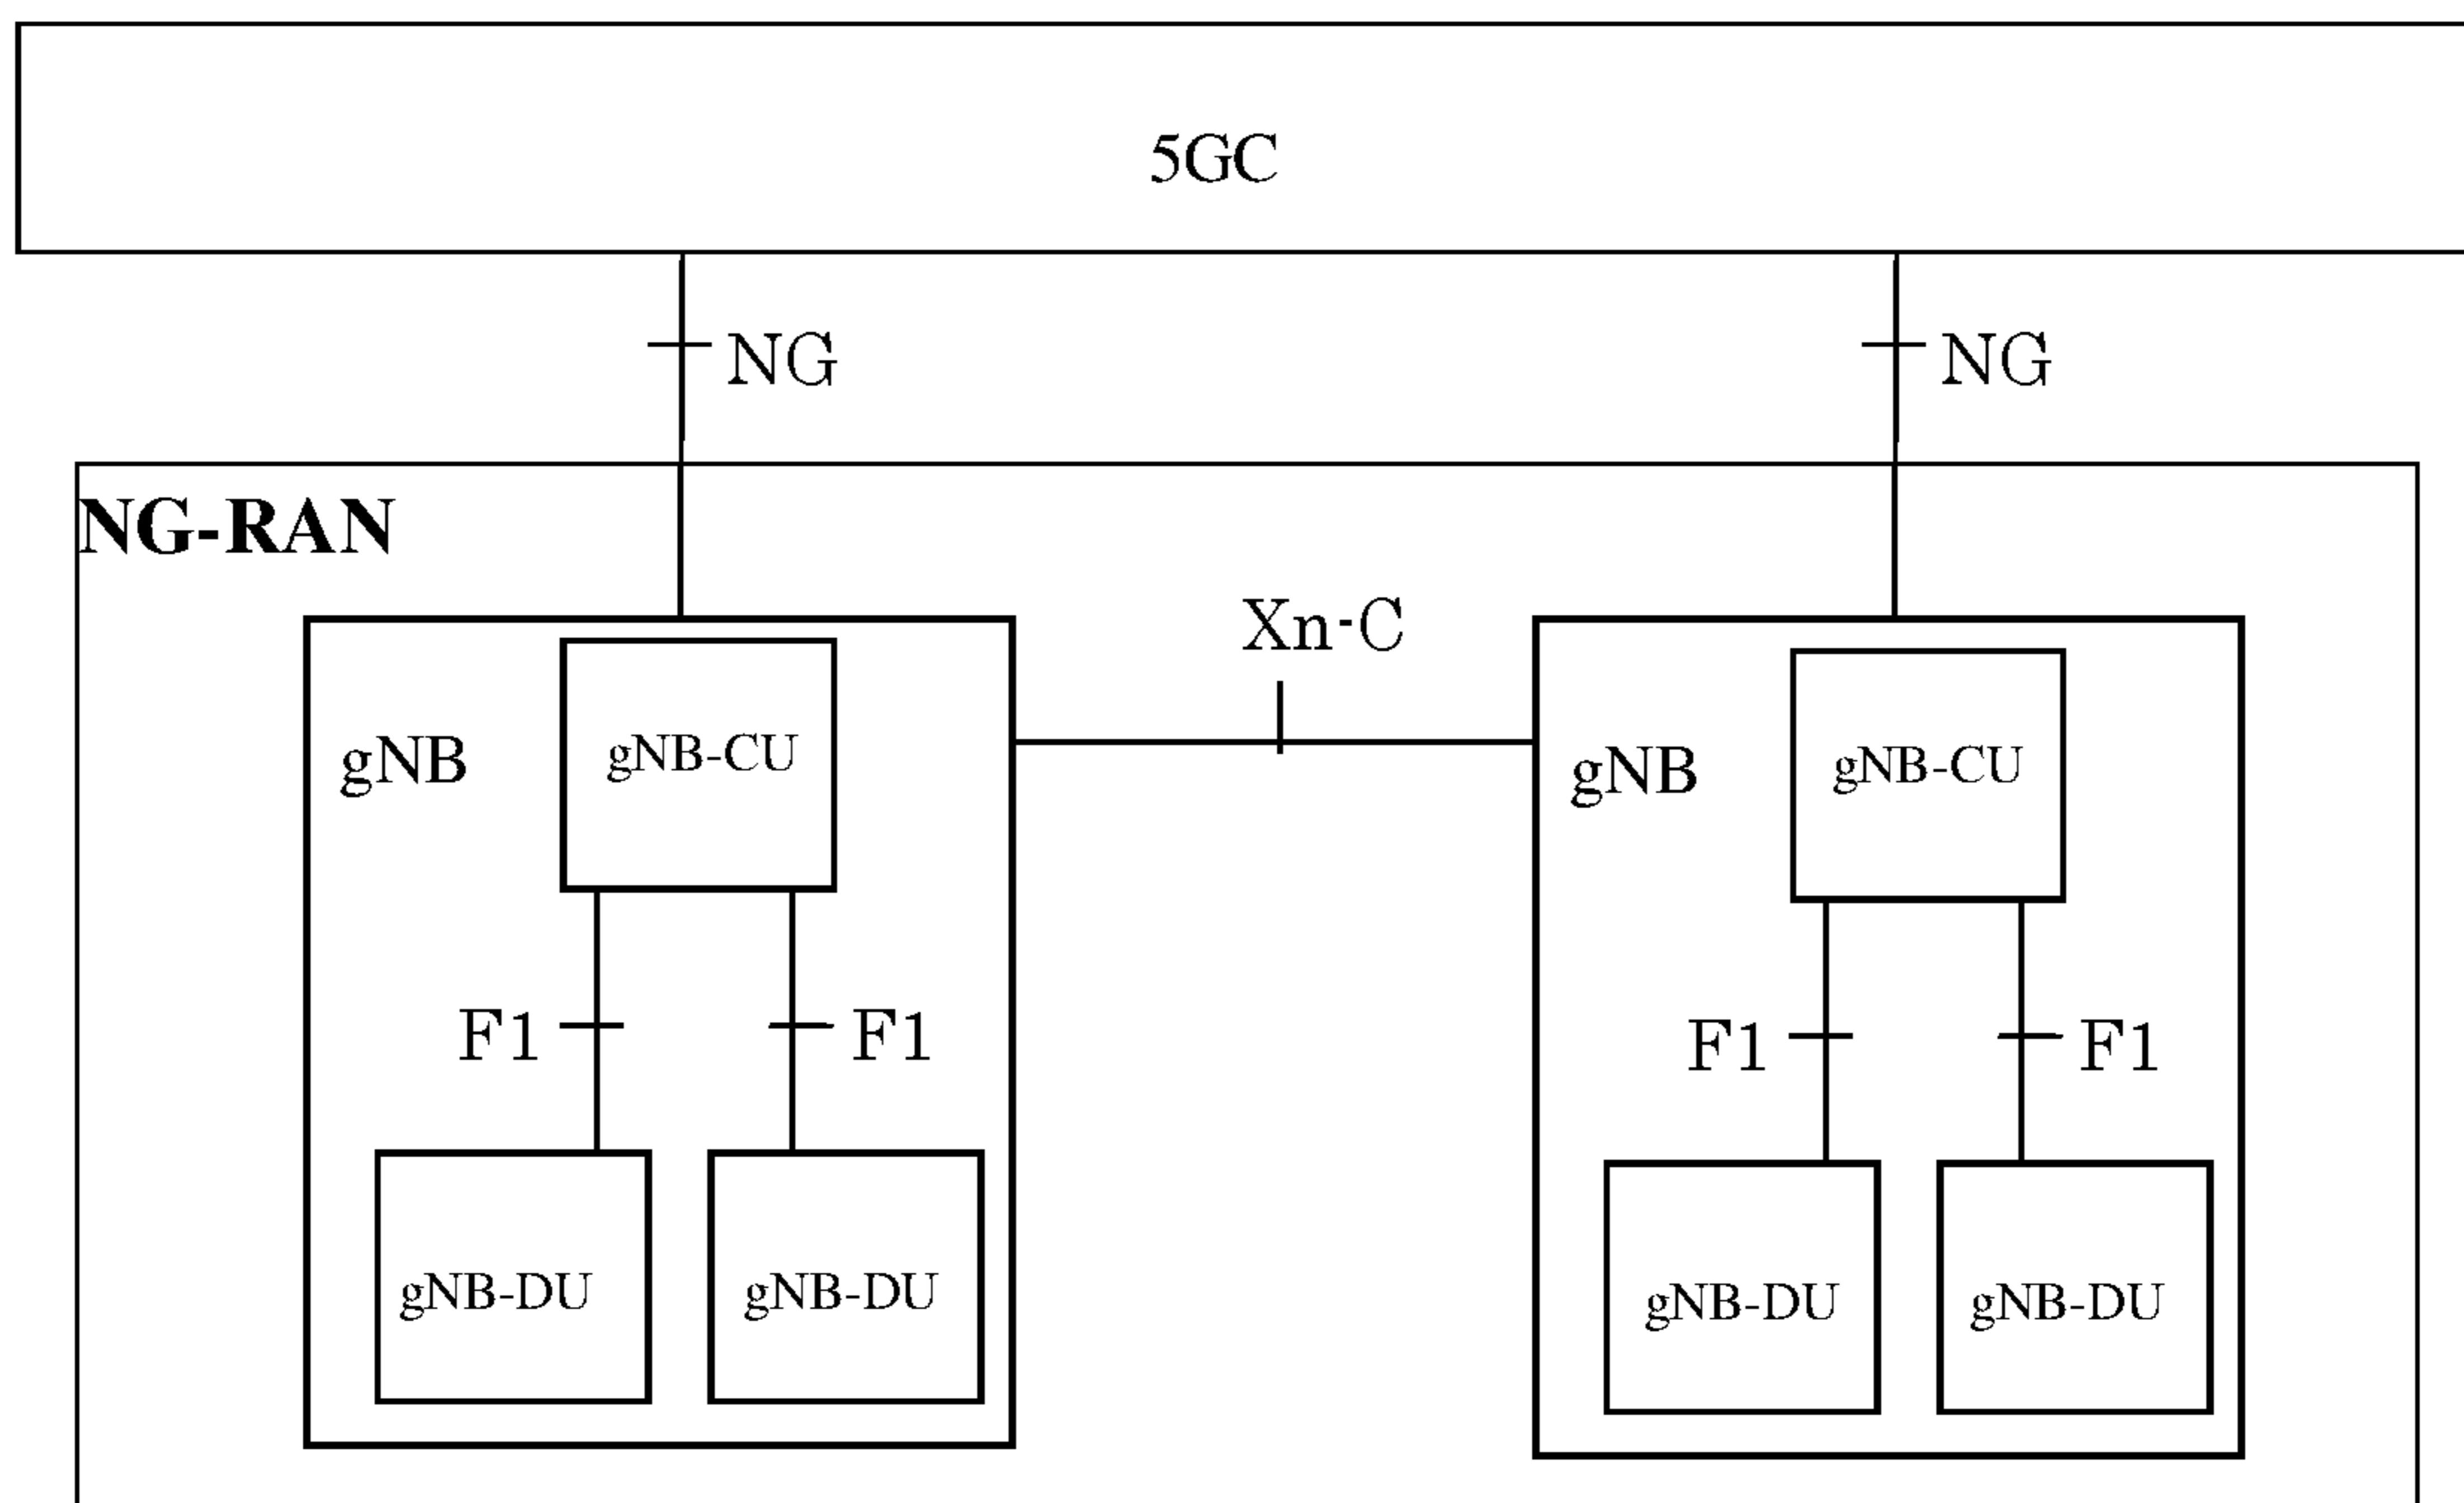 5GC
NG
NG
NG-RAN
Xn-C
gNB
gNB-CU
gNB
gNB-CU
F1
F1
F1
F1
gNB-DU
gNB-DU
gNB-DU
gNB-DU